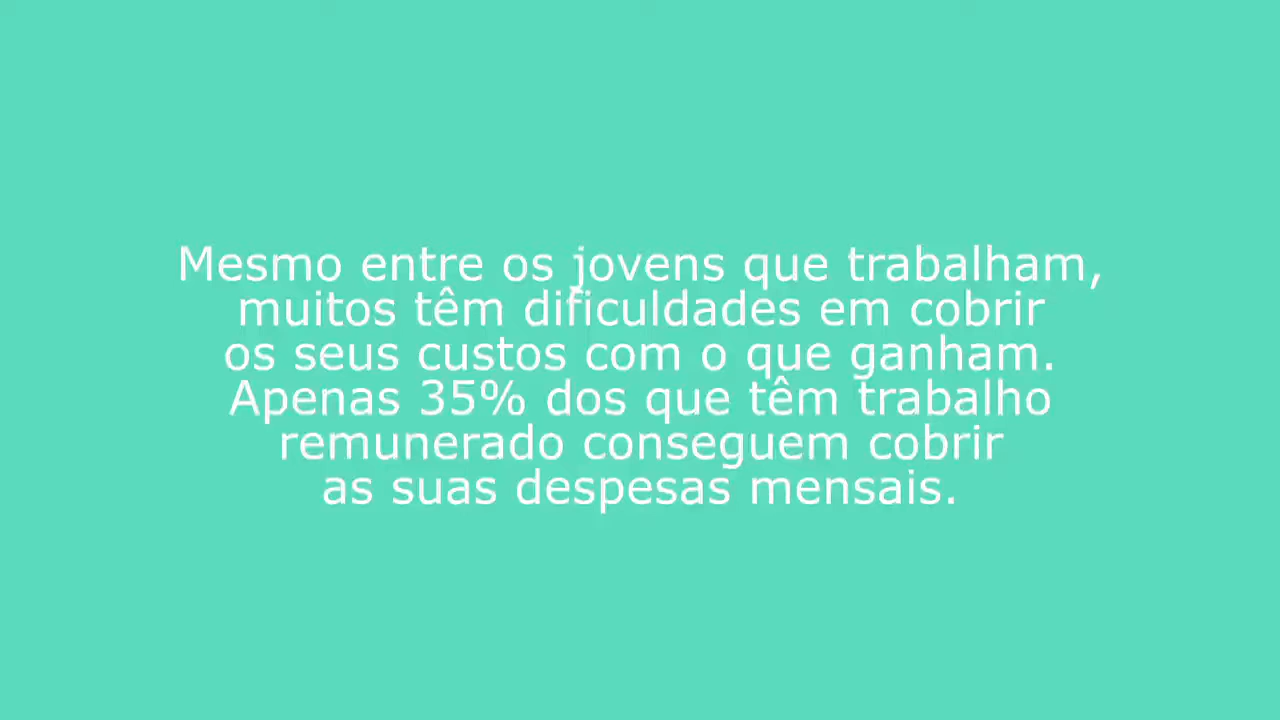 Mesmo entre os jovens que trabalham,
muitos têm dificuldades em cobrir
os seus custos com o que ganham.
Apenas 35% dos que têm trabalho
remunerado conseguem cobrir
as suas despesas mensais.